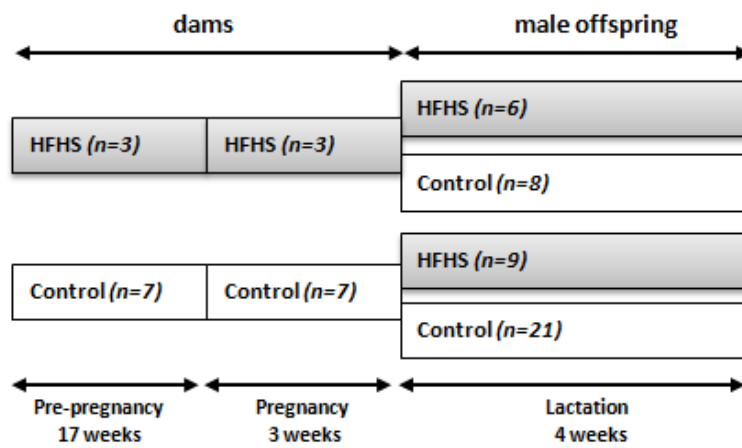 dams
male offspring
HFHS (n=3)
HFHS (n=3)
HFHS (n=6)
Control (n=8)
Control (n=7)
Control (n=7)
HFHS (n=9)
Control (n=21)
Pre-pregnancy
17 weeks
Pregnancy
3 weeks
Lactation
4 weeks